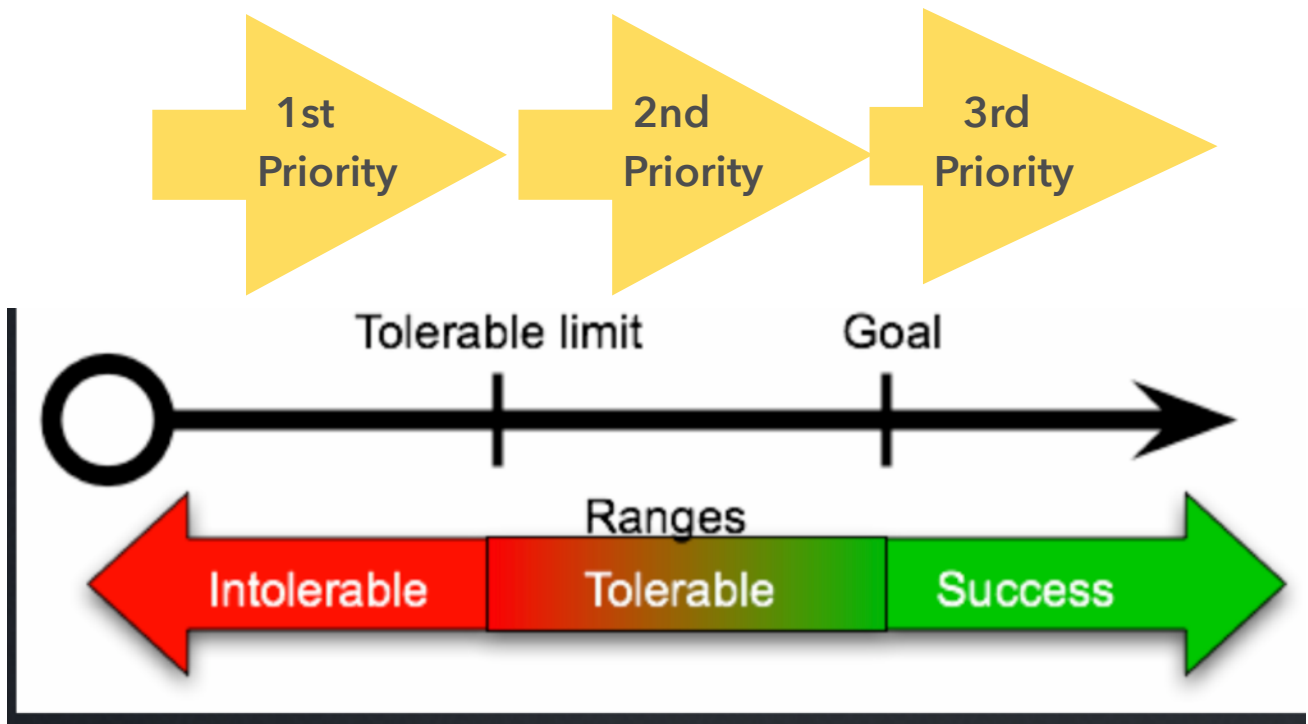 1st
Priority
2nd
Priority
3rd
Priority
Tolerable limit
Goal
Ranges
Intolerable
Tolerable
Success